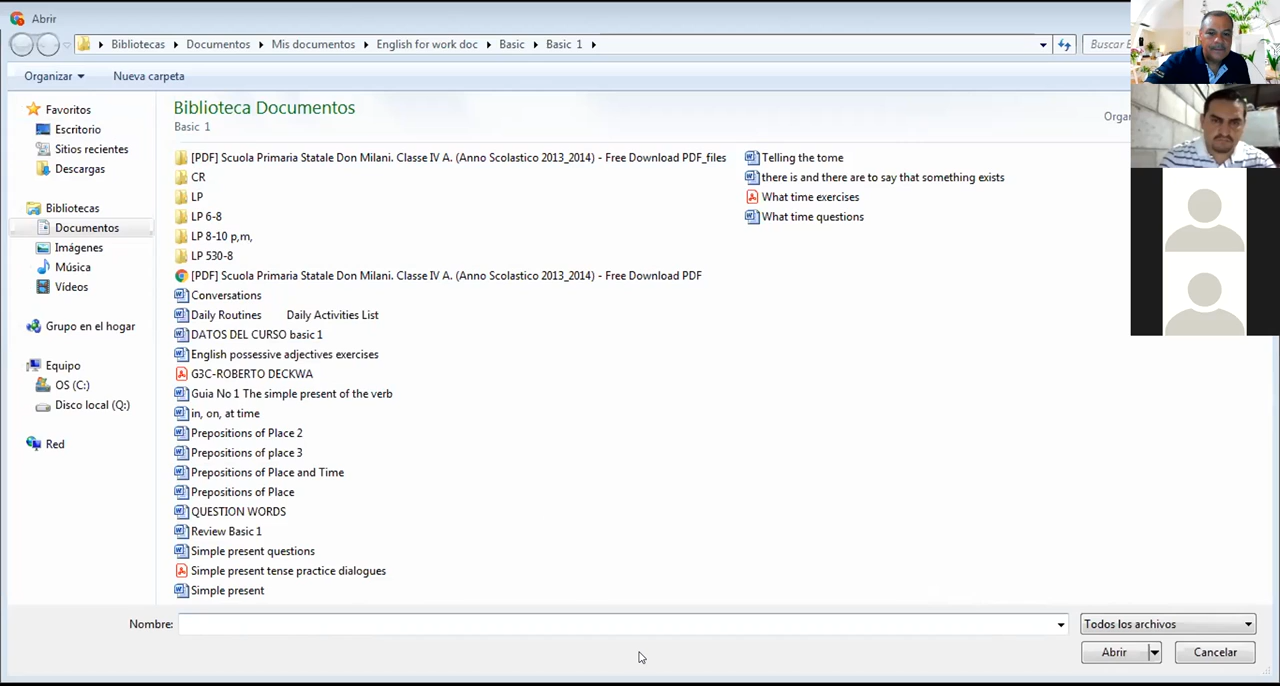 Abrir
Bibliotecas Documentos Mis documentos English for work doc Basic Basic 1
Buscar
Organizar Nueva carpeta
Favoritos
Escritorio
Sitios recientes
Descargas
Bibliotecas
Documentos
Imágenes
Música
Vídeos
Grupo en el hogar
Equipo
OS (C:)
Disco local (Q:)
Red
Biblioteca Documentos
Basic 1
[PDF] Scuola Primaria Statale Don Milani. Classe IV A. (Anno Scolastico 2013_2014) - Free Download PDF_files
CR
LP
LP 6-8
LP 8-10 p,m,
LP 530-8
[PDF] Scuola Primaria Statale Don Milani. Classe IV A. (Anno Scolastico 2013_2014) - Free Download PDF
Conversations
Daily Routines Daily Activities List
DATOS DEL CURSO basic 1
English possessive adjectives exercises
G3C-ROBERTO DECKWA
Guia No 1 The simple present of the verb
in, on, at time
Prepositions of Place 2
Prepositions of place 3
Prepositions of Place and Time
Prepositions of Place
QUESTION WORDS
Review Basic 1
Simple present questions
Simple present tense practice dialogues
Simple present
Telling the tome
there is and there are to say that something exists
What time exercises
What time questions
Nombre:
Todos los archivos
Abrir
Cancelar